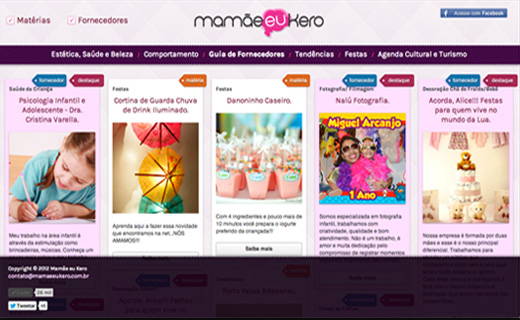 Matérias
Fornecedores
mamãe eu kero
Acesse com Facebook
Estética, Saúde e Beleza
Comportamento
Guia de Fornecedores
Tendências
Festas
Agenda Cultural e Turismo
fornecedor
destaque
Saúde da Criança
Psicologia Infantil e
Adolescente - Dra.
Cristina Varella.
Meu trabalho na área infantil é
através da estimulação como
brincadeiras, músicas. Conheça um
matéria
Festas
Cortina de Guarda Chuva
de Drink Iluminado.
Aprenda aqui a fazer essa novidade
que encontramos na net...NÓS
AMAMOS!!!
matéria
Festas
Danoninho Caseiro.
Com 4 ingredientes e pouco mais de
10 minutos você prepara o iogurte
preferido da criançada!!!
Saiba mais
fornecedor
destaque
Fotografia/ Filmagem
Nalú Fotografia.
Miguel Arcanjo
1 Ano
Somos especializada em fotografia
infantil, trabalhamos com
criatividade, qualidade e bom
atendimento. Não é um trabalho, é
amor e muita dedicação para
compromisso de registrar momentos
fornecedor
destaque
Decoração Chá de Fralda/Bebê
Acorda, Alice!!! Festas
para quem vive no
mundo da Lua.
Nossa empresa é formada por duas
mães e esse é o nosso principal
diferencial. Trabalhamos para
Copyright © 2012 Mamãe eu Kero
contato@mamaeeukero.com.br
Tweetar